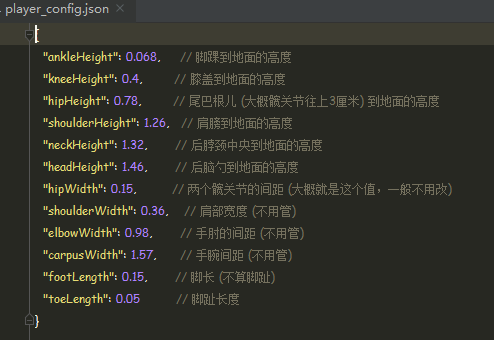 player_config.json ×
{
"ankleHeight": 0.068, // 脚踝到地面的高度
"kneeHeight": 0.4, // 膝盖到地面的高度
"hipHeight": 0.78, // 尾巴根儿 (大概髋关节往上3厘米) 到地面的高度
"shoulderHeight": 1.26, // 肩膀到地面的高度
"neckHeight": 1.32, // 后脖颈中央到地面的高度
"headHeight": 1.46, // 后脑勺到地面的高度
"hipWidth": 0.15, // 两个髋关节的间距 (大概就是这个值，一般不用改)
"shoulderWidth": 0.36, // 肩部宽度 (不用管)
"elbowWidth": 0.98, // 手肘的间距 (不用管)
"carpusWidth": 1.57, // 手腕间距 (不用管)
"footLength": 0.15, // 脚长 (不算脚趾)
"toeLength": 0.05 // 脚趾长度
}